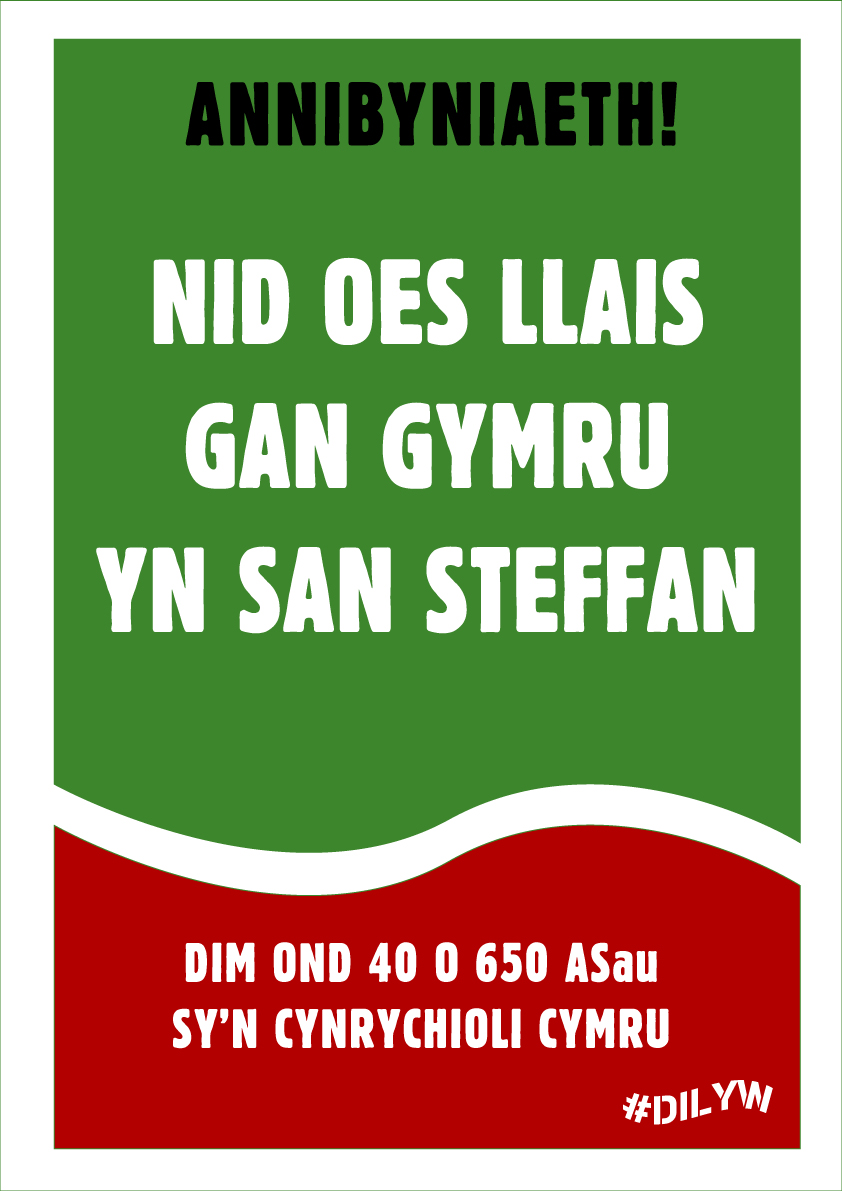 ANNIBYNIAETH!
NID OES LLAIS
GAN GYMRU
YN SAN STEFFAN
DIM OND 40 O 650 ASau
SY'N CYNRYCHIOLI CYMRU
#DILYW